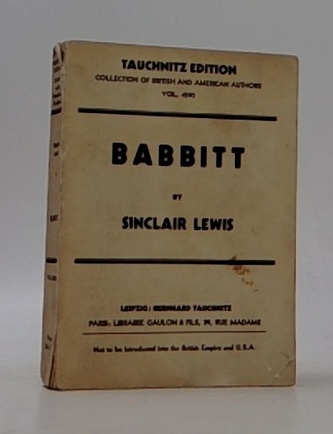 TAUCHNITZ EDITION
COLLECTION OF BRITISH AND AMERICAN AUTHORS
VOL.
BABBITT
BY
SINCLAIR LEWIS
LEIPZIG: BERNHARD TAUCHNITZ
PARIS: LIBRAIRIE GAULON & FILS, 39, RUE MADAME
Not to be introduced into the British Empire and U.S.A.
BABBITT